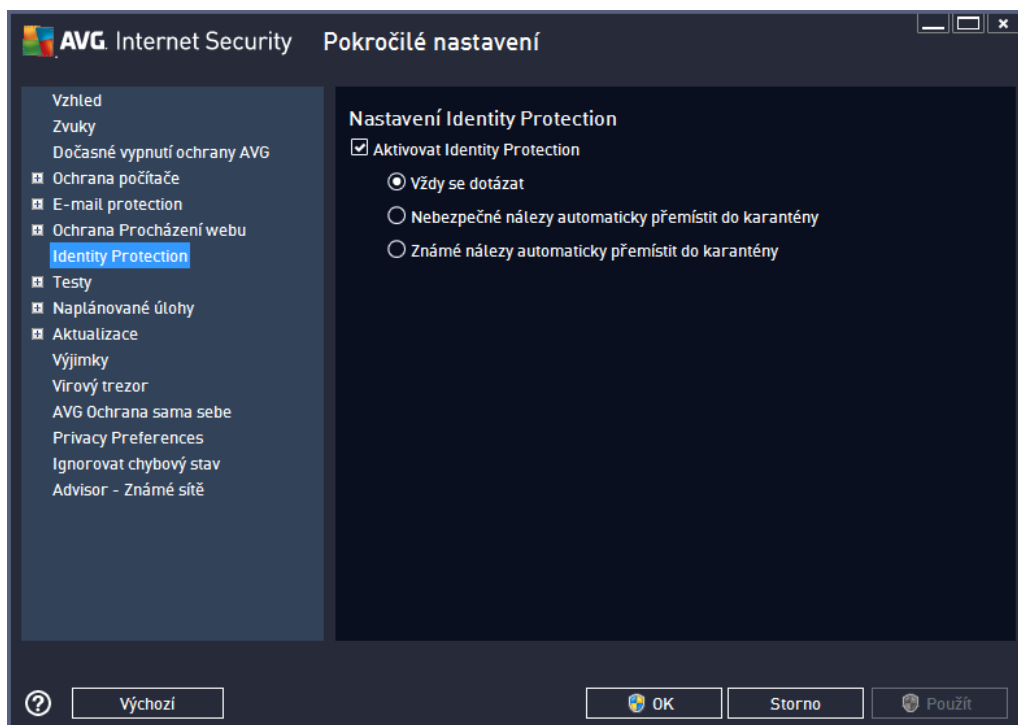 AVG. Internet Security Pokročilé nastavení
Vzhled
Zvuky
Dočasné vypnutí ochrany AVG
Ochrana počítače
E-mail protection
Ochrana Procházení webu
Identity Protection
Testy
Naplánované úlohy
Aktualizace
Výjimky
Virový trezor
AVG Ochrana sama sebe
Privacy Preferences
Ignorovat chybový stav
Advisor - Známé sítě
Nastavení Identity Protection
Aktivovat Identity Protection
Vždy se dotázat
Nebezpečné nálezy automaticky přemístit do karantény
Známé nálezy automaticky přemístit do karantény
Výchozí
OK
Storno
Použít